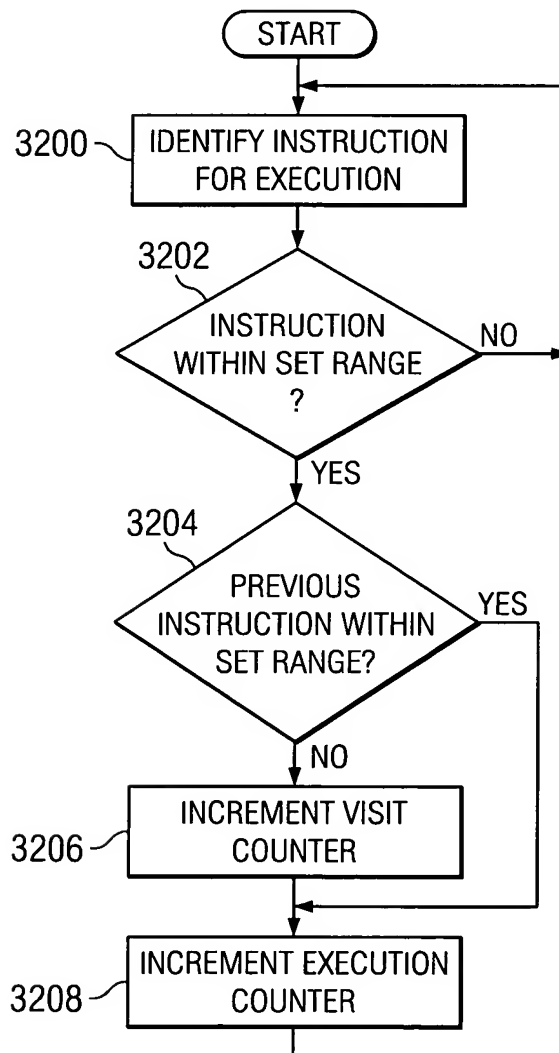 START
3200
IDENTIFY INSTRUCTION
FOR EXECUTION
3202
INSTRUCTION
WITHIN SET RANGE
?
NO
YES
3204
PREVIOUS
INSTRUCTION WITHIN
SET RANGE?
YES
NO
3206
INCREMENT VISIT
COUNTER
3208
INCREMENT EXECUTION
COUNTER